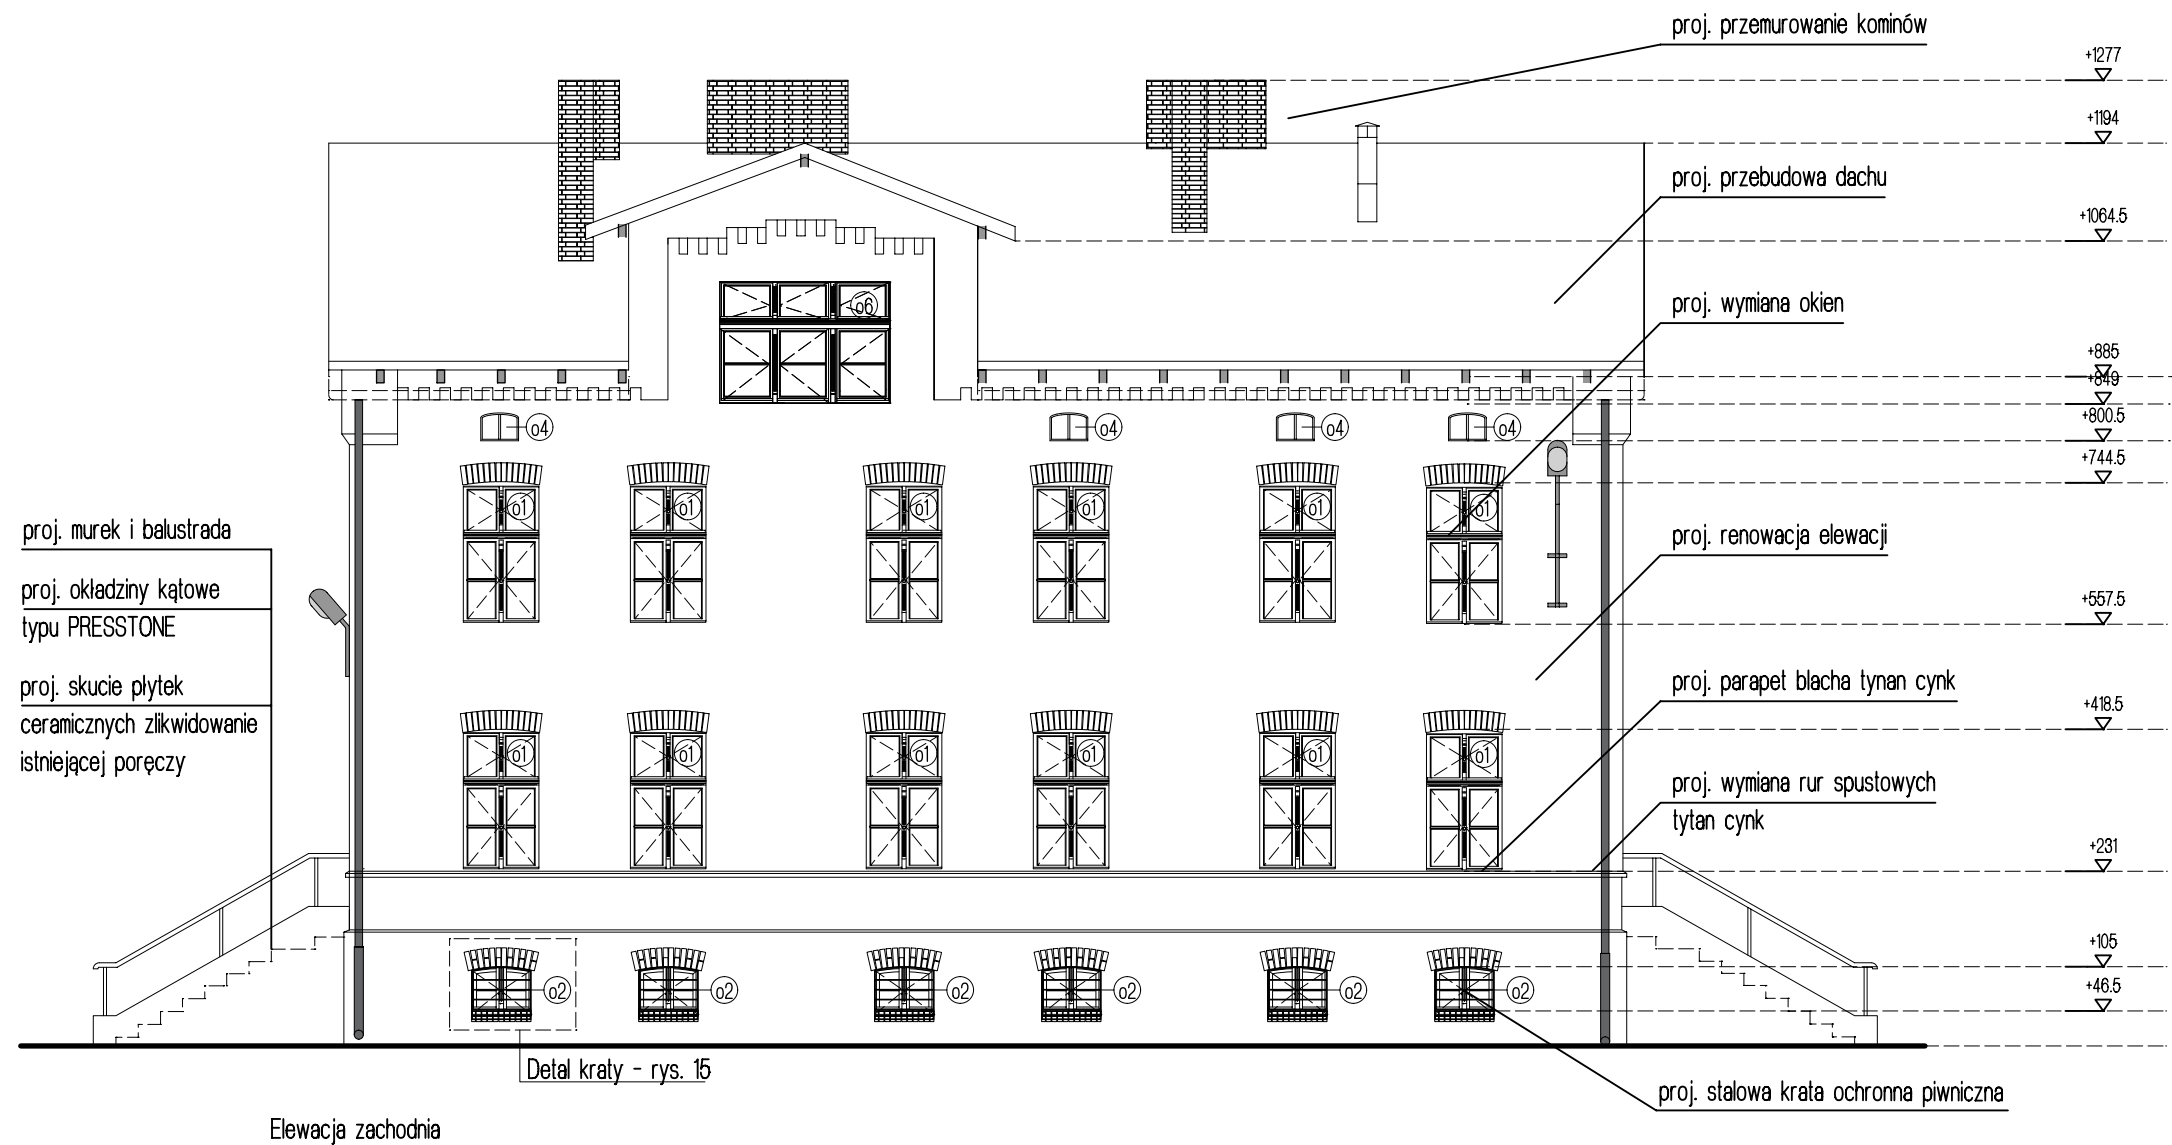 proj. przemurowanie kominów
+1277
+1194
proj. przebudowa dachu
+1064.5
proj. wymiana okien
o6
+885
+849
+800.5
o4 o4 o4 o4
+744.5
o1 o1 o1 o1 o1 o1
proj. murek i balustrada
proj. renowacja elewacji
proj. okładziny kątowe
typu PRESSTONE
+557.5
proj. skucie płytek
ceramicznych zlikwidowanie
istniejącej poręczy
proj. parapet blacha tynan cynk
+418.5
o1 o1 o1 o1 o1 o1
proj. wymiana rur spustowych
tytan cynk
+231
+105
o2 o2 o2 o2 o2 o2
+46.5
Detal kraty - rys. 15
proj. stalowa krata ochronna piwniczna
Elewacja zachodnia